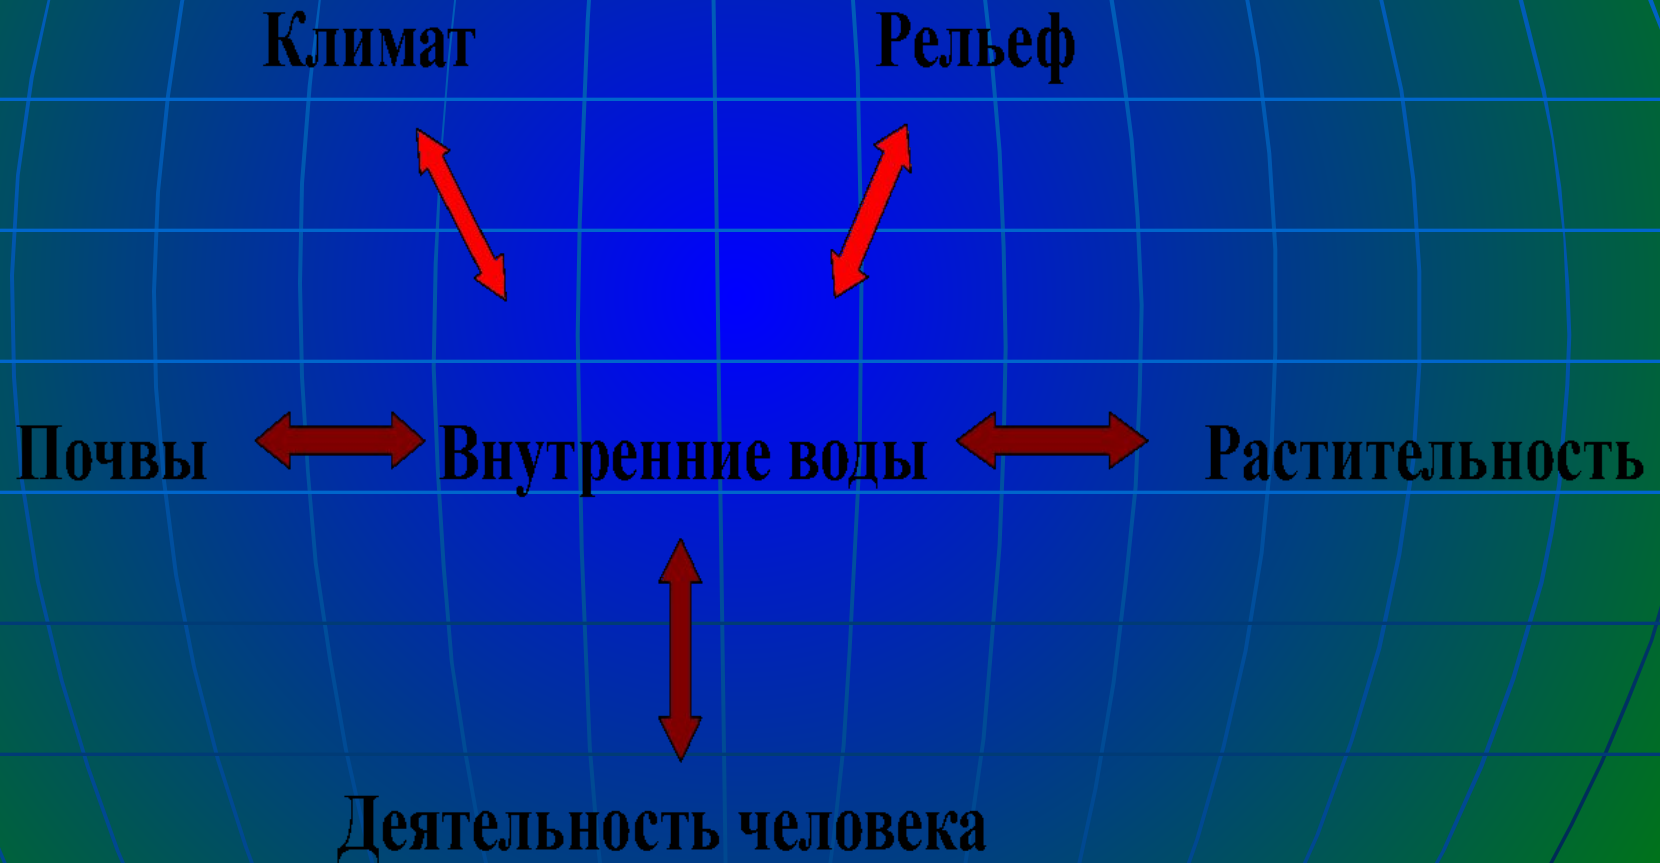 Климат
Рельеф
Почвы
Внутренние воды
Растительность
Деятельность человека